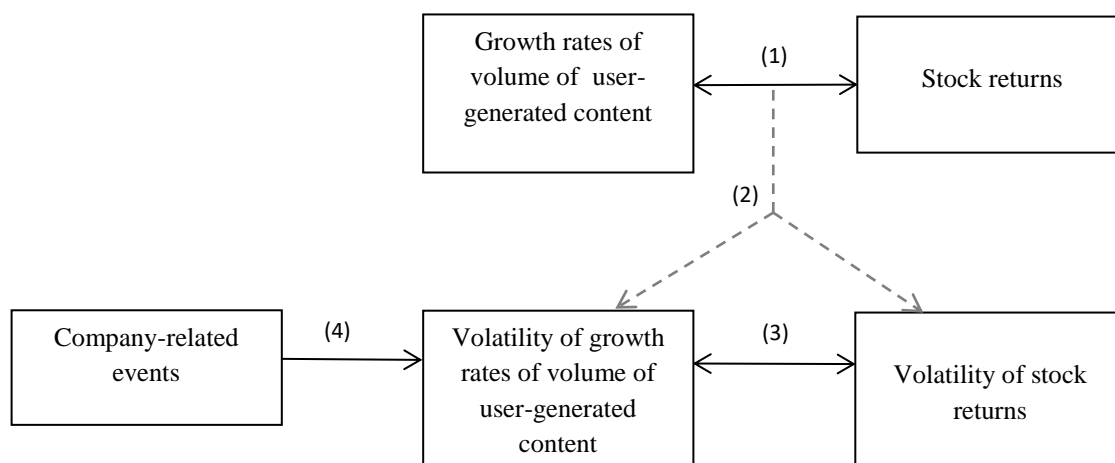 Growth rates of
volume of user-
generated content
(1)
Stock returns
(2)
Company-related
events
(4)
Volatility of growth
rates of volume of
user-generated
content
(3)
Volatility of stock
returns